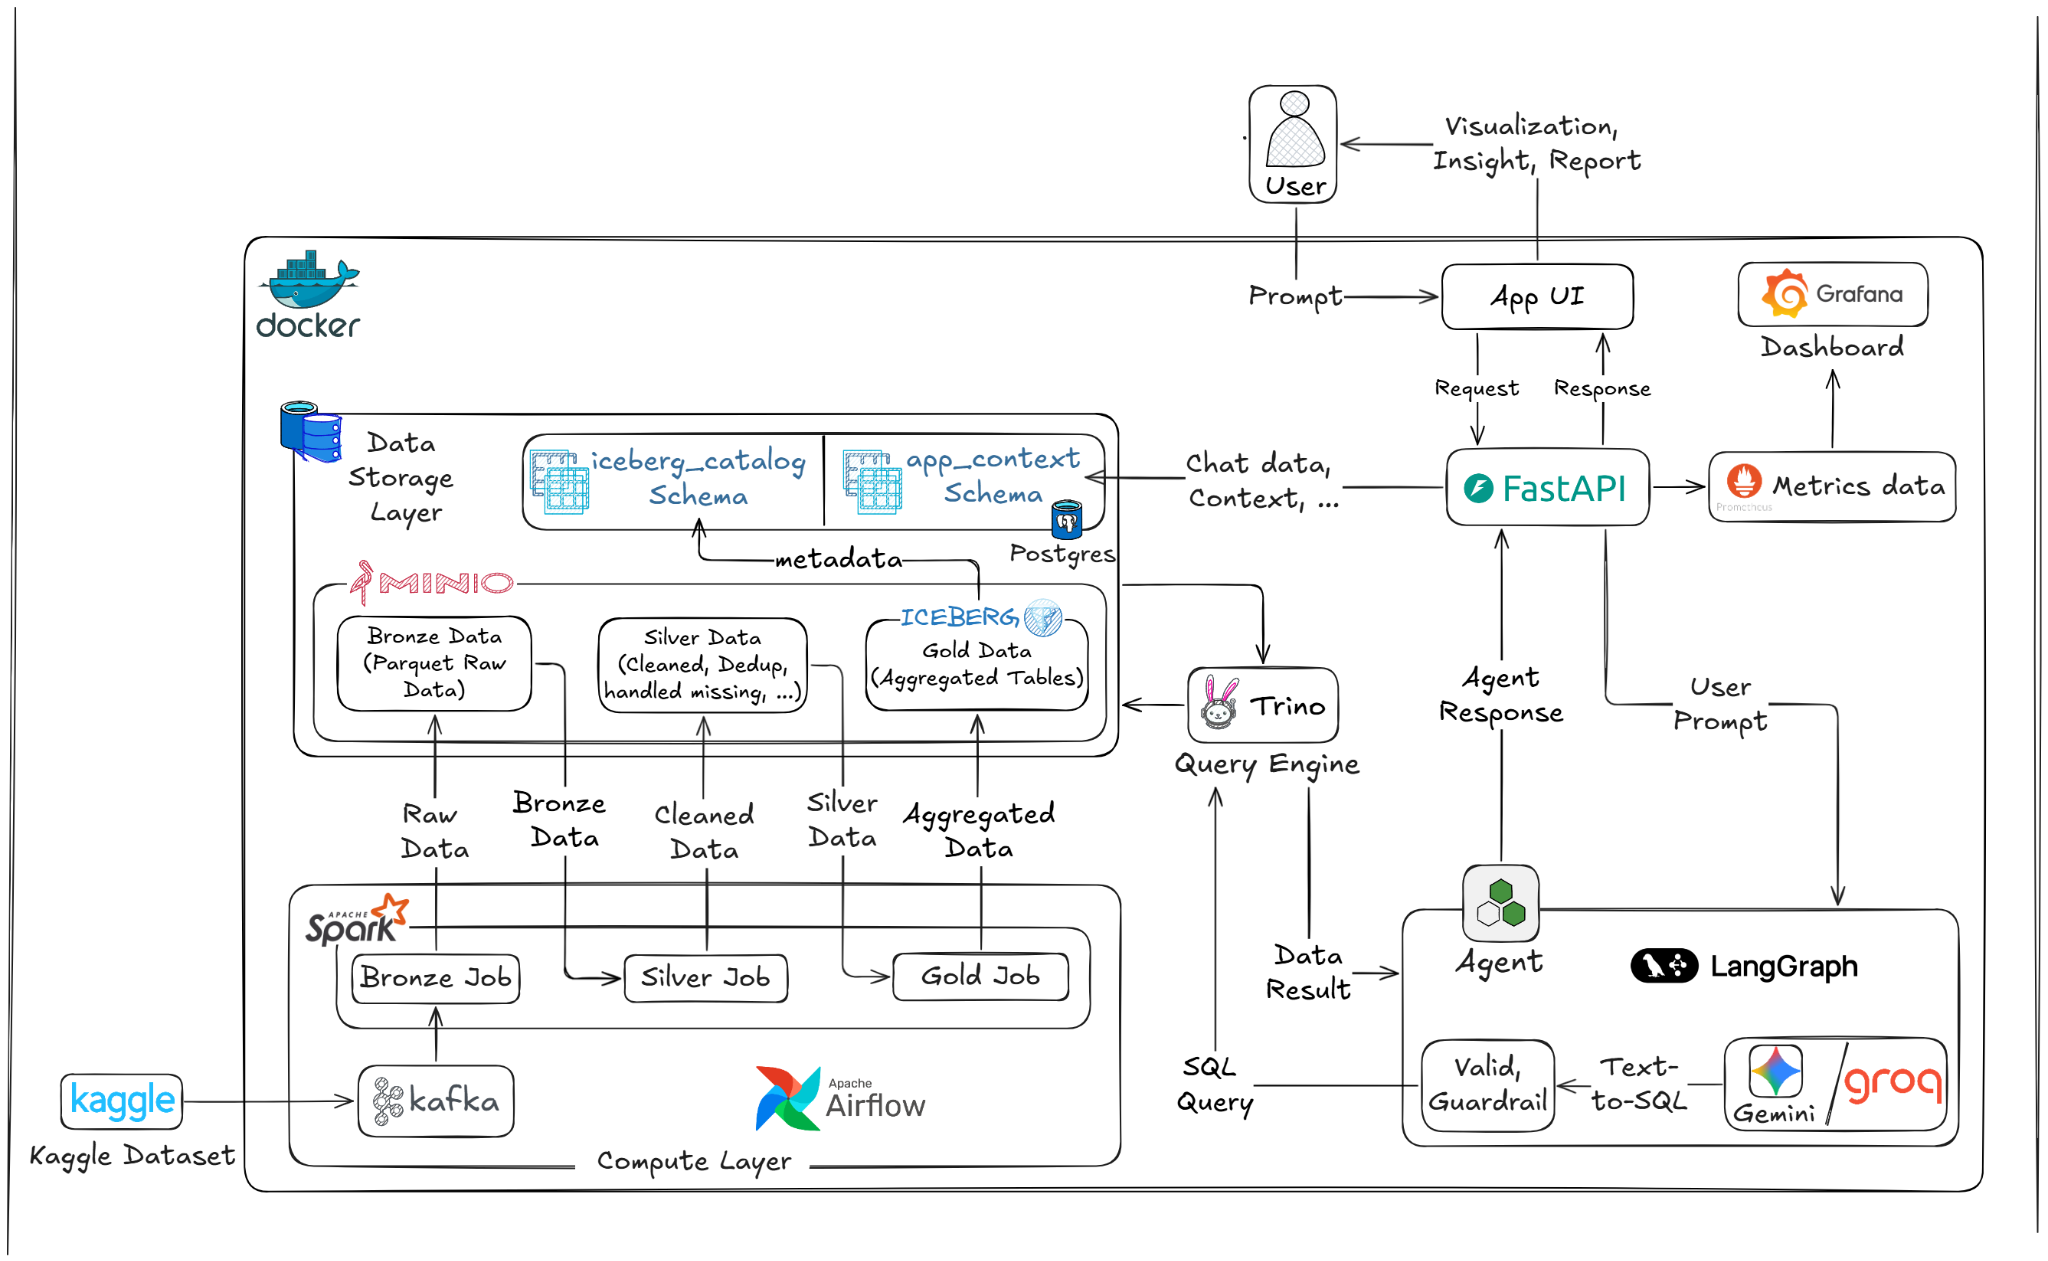 Visualization,
Insight, Report
User
Prompt
App UI
Grafana
Dashboard
docker
Request
Response
Data
Storage
Layer
iceberg_catalog
Schema
app_context
Schema
Postgres
Chat data,
Context, ...
FastAPI
Metrics data
Prometheus
metadata
MINIO
ICEBERG
Bronze Data
(Parquet Raw
Data)
Silver Data
(Cleaned, Dedup,
handled missing, ...)
Gold Data
(Aggregated Tables)
Trino
Query Engine
Agent
Response
User
Prompt
Raw
Data
Bronze
Data
Cleaned
Data
Silver
Data
Aggregated
Data
APACHE
Spark
Bronze Job
Silver Job
Gold Job
Data
Result
Agent
LangGraph
kaggle
Kaggle Dataset
kafka
Apache
Airflow
Compute Layer
SQL
Query
Valid,
Guardrail
Text-
to-SQL
Gemini
groq